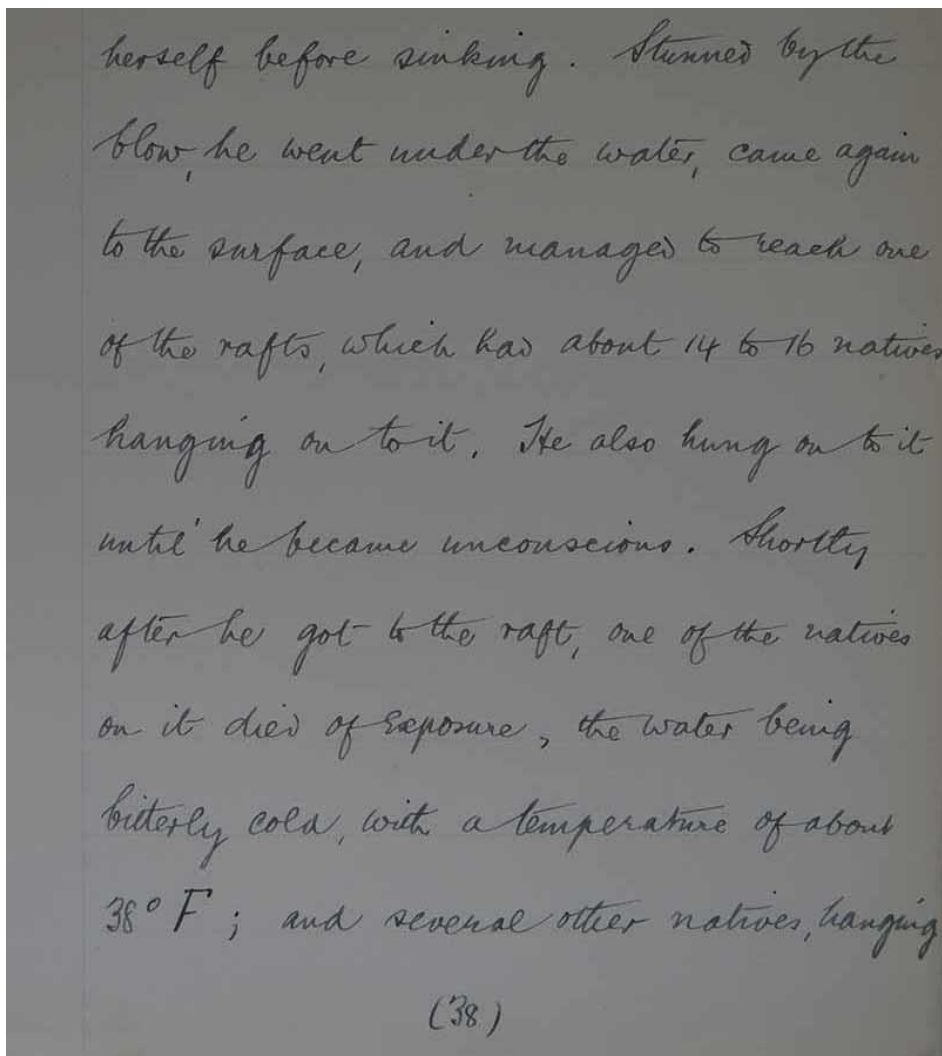 herself before sinking. Stunned by the
blow, he went under the water, came again
to the surface, and managed to reach one
of the rafts, which had about 14 to 16 natives
hanging on to it. He also hung on to it
until he became unconscious. Shortly
after he got to the raft, one of the natives
on it died of exposure, the water being
bitterly cold, with a temperature of about
38° F; and several other natives, hanging
(38)